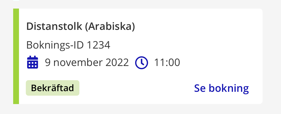 Distanstolk (Arabiska)
Boknings-ID 1234
9 november 2022 11:00
Bekräftad Se bokning